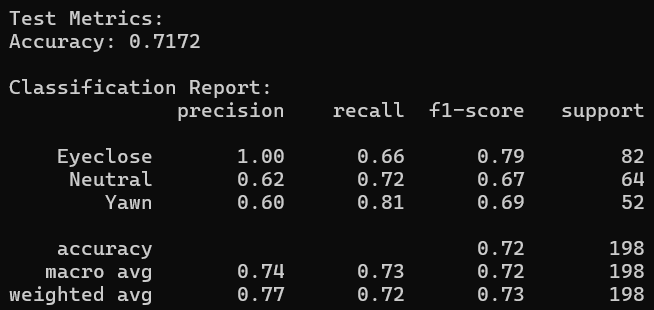 Test Metrics:
Accuracy: 0.7172
Classification Report:
precision recall f1-score support
Eyeclose 1.00 0.66 0.79 82
Neutral 0.62 0.72 0.67 64
Yawn 0.60 0.81 0.69 52
accuracy 0.72 198
macro avg 0.74 0.73 0.72 198
weighted avg 0.77 0.72 0.73 198